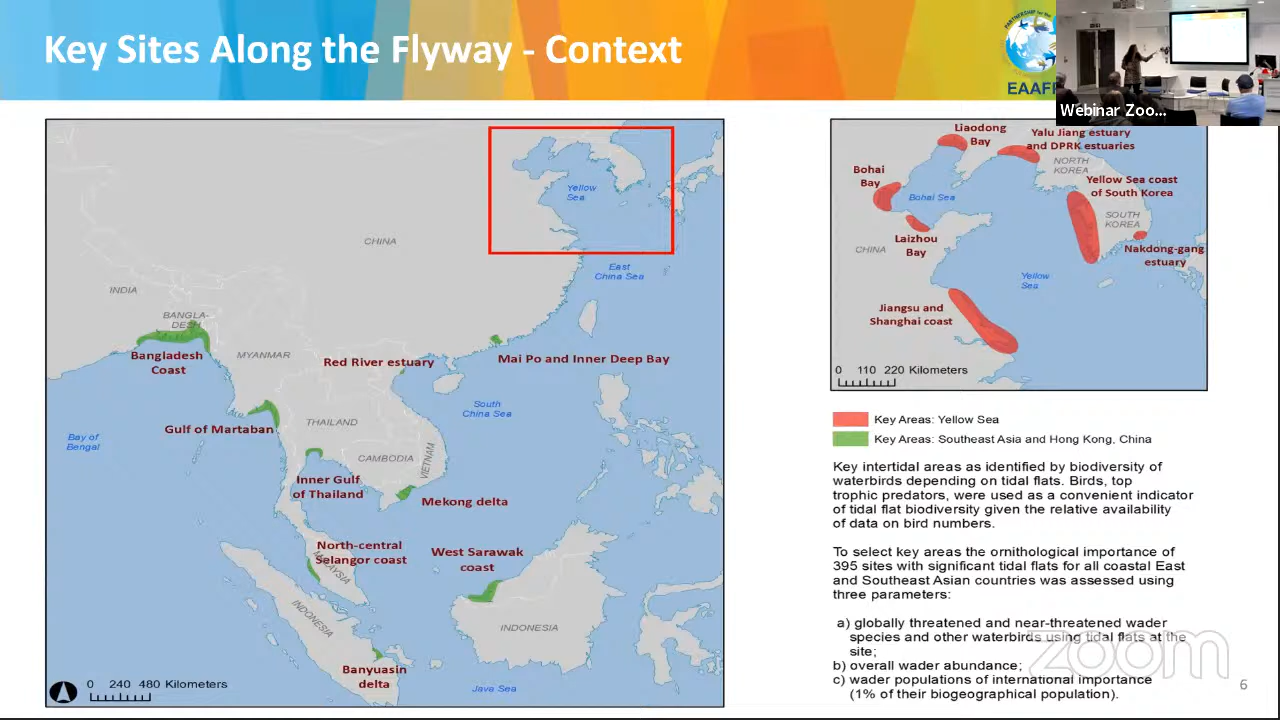 Key Sites Along the Flyway - Context
EAAF
Webinar Zoo...
Yellow
Sea
CHINA
East
China Sea
INDIA
BANGLA-
DESH
Bangladesh
Coast
MYANMAR
Red River estuary
Mai Po and Inner Deep Bay
South
China Sea
THAILAND
Gulf of Martaban
Bay of
Bengal
CAMBODIA
VIETNAM
Inner Gulf
of Thailand
Mekong delta
North-central
Selangor coast
MALAYSIA
West Sarawak
coast
INDONESIA
INDONESIA
Banyuasin
delta
Java Sea
0 240 480 Kilometers
Liaodong
Bay
Yalu Jiang estuary
and DPRK estuaries
NORTH
KOREA
Bohai
Bay
Bohai Sea
Yellow Sea coast
of South Korea
SOUTH
KOREA
Laizhou
Bay
CHINA
Nakdong-gang
estuary
Yellow
Sea
Jiangsu and
Shanghai coast
0 110 220 Kilometers
Key Areas: Yellow Sea
Key Areas: Southeast Asia and Hong Kong, China
Key intertidal areas as identified by biodiversity of
waterbirds depending on tidal flats. Birds, top
trophic predators, were used as a convenient indicator
of tidal flat biodiversity given the relative availability
of data on bird numbers.
To select key areas the ornithological importance of
395 sites with significant tidal flats for all coastal East
and Southeast Asian countries was assessed using
three parameters:
a) globally threatened and near-threatened wader
species and other waterbirds using tidal flats at the
site;
b) overall wader abundance;
c) wader populations of international importance
(1% of their biogeographical population).
zoom
6